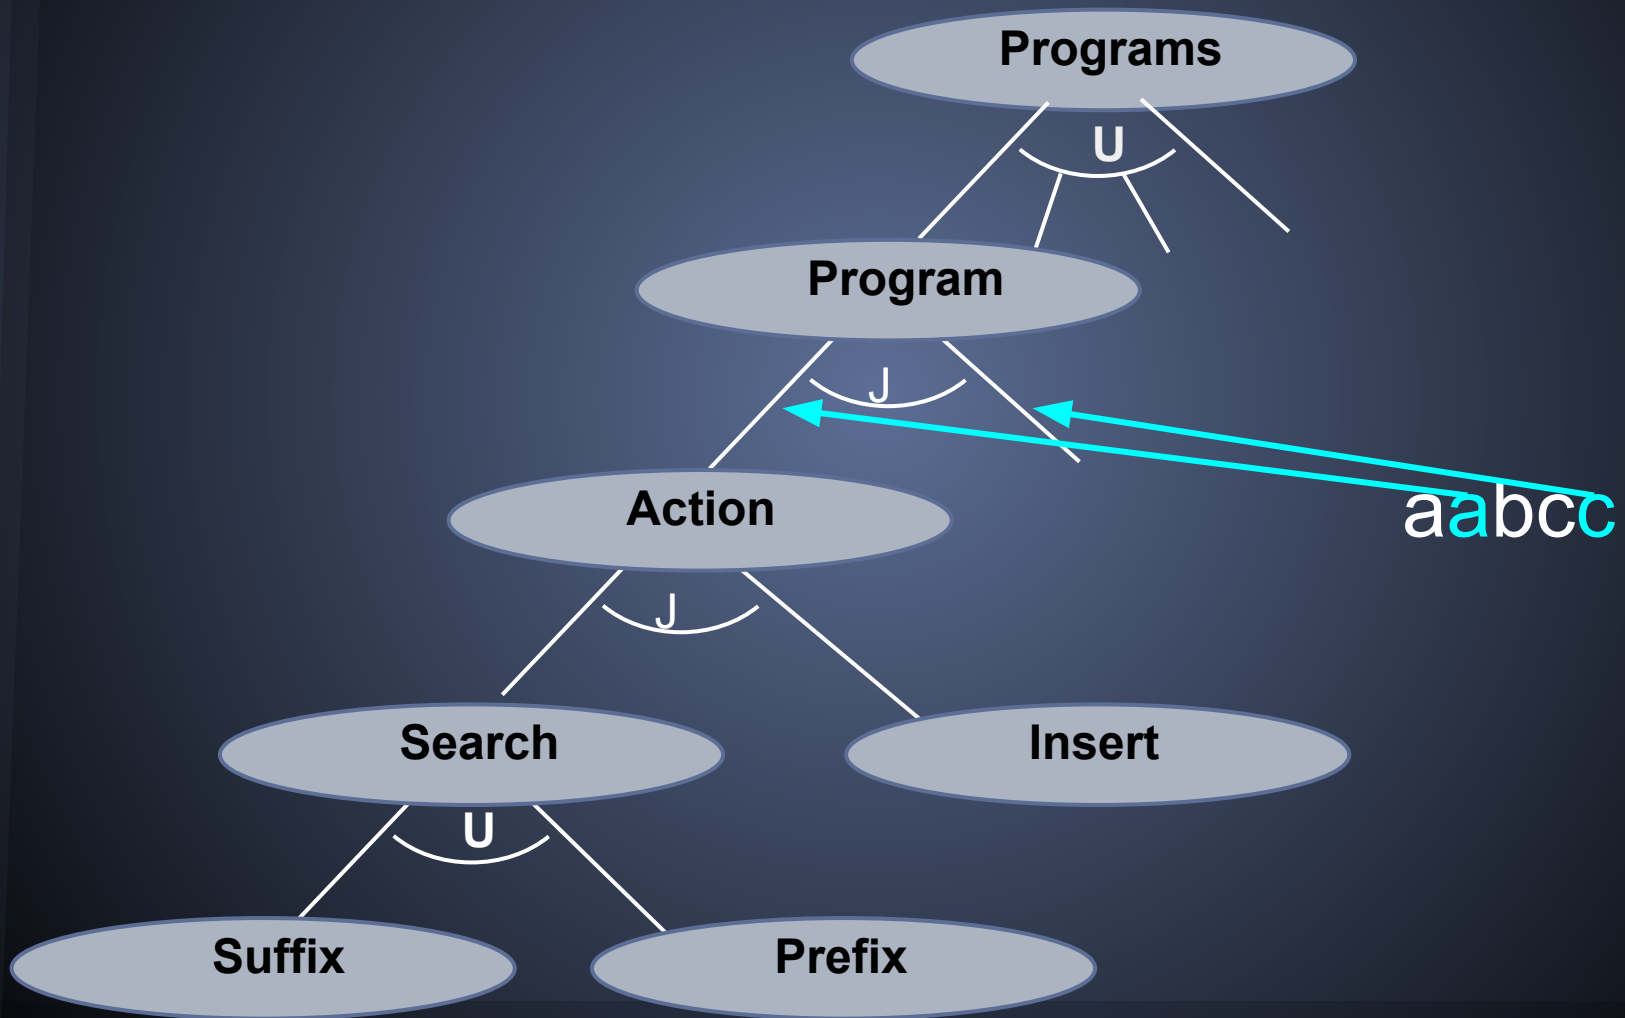 Programs
U
Program
J
Action
aabcc
J
Search
Insert
U
Suffix
Prefix